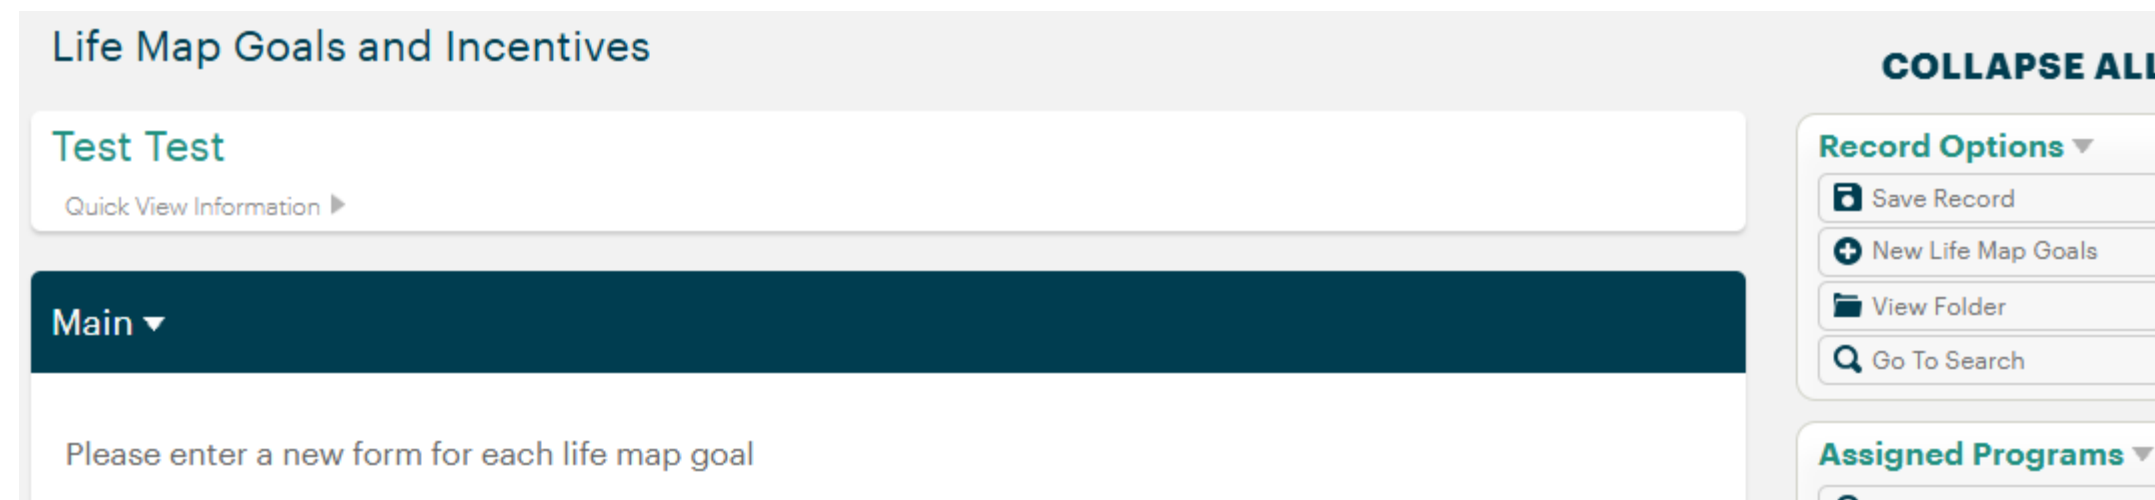 Life Map Goals and Incentives
COLLAPSE ALL
Test Test
Quick View Information
Main
Please enter a new form for each life map goal
Record Options
Save Record
New Life Map Goals
View Folder
Go To Search
Assigned Programs